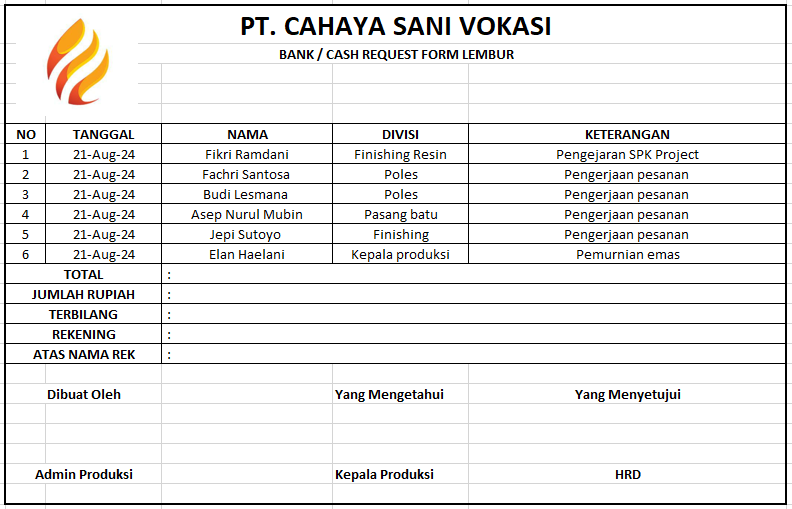 PT. CAHAYA SANI VOKASI
BANK / CASH REQUEST FORM LEMBUR
NO TANGGAL NAMA DIVISI KETERANGAN
1 21-Aug-24 Fikri Ramdani Finishing Resin Pengejaran SPK Project
2 21-Aug-24 Fachri Santosa Poles Pengerjaan pesanan
3 21-Aug-24 Budi Lesmana Poles Pengerjaan pesanan
4 21-Aug-24 Asep Nurul Mubin Pasang batu Pengerjaan pesanan
5 21-Aug-24 Jepi Sutoyo Finishing Pengerjaan pesanan
6 21-Aug-24 Elan Haelani Kepala produksi Pemurnian emas
TOTAL :
JUMLAH RUPIAH :
TERBILANG :
REKENING :
ATAS NAMA REK :
Dibuat Oleh Yang Mengetahui Yang Menyetujui
Admin Produksi Kepala Produksi HRD